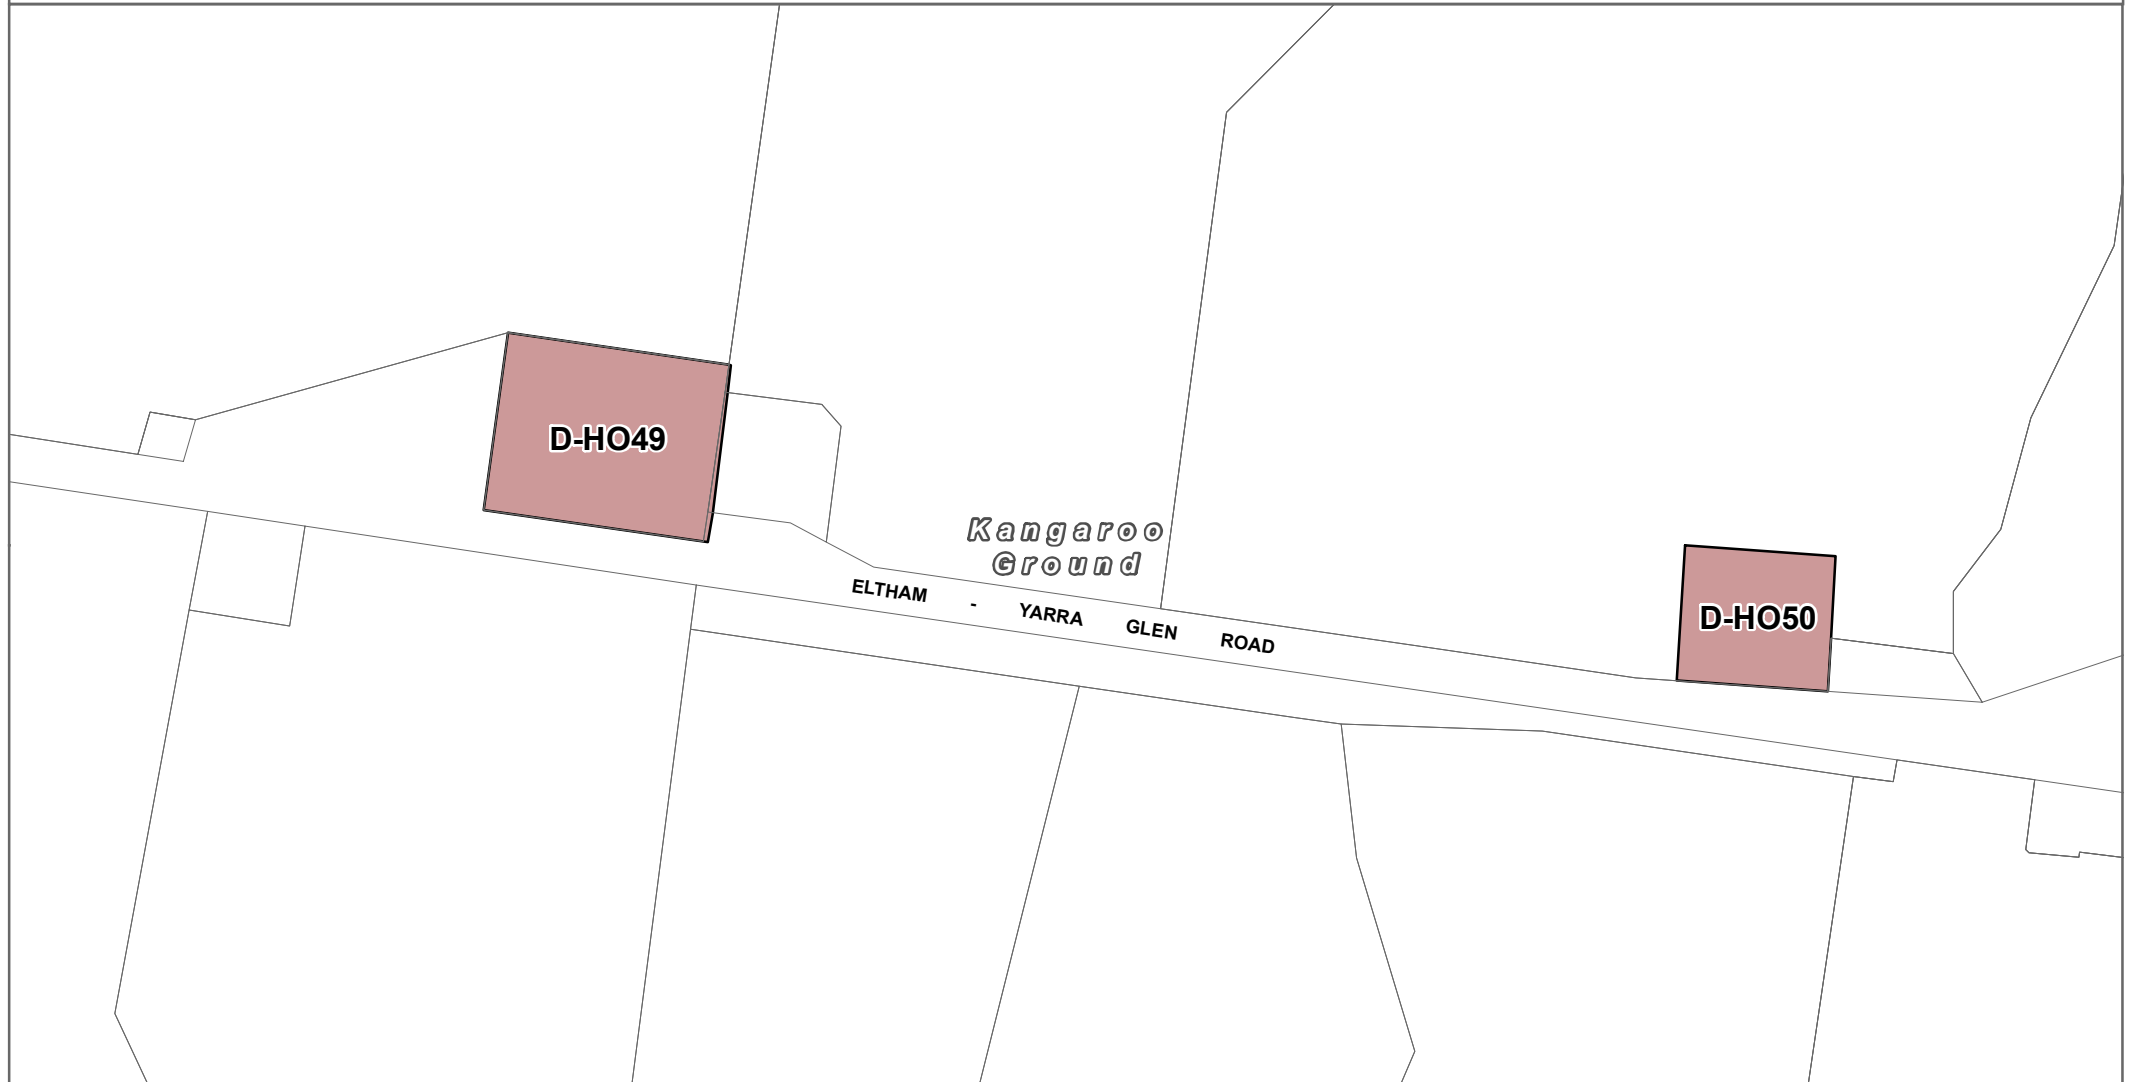 D-HO49
Kangaroo
Ground
ELTHAM - YARRA GLEN ROAD
D-HO50